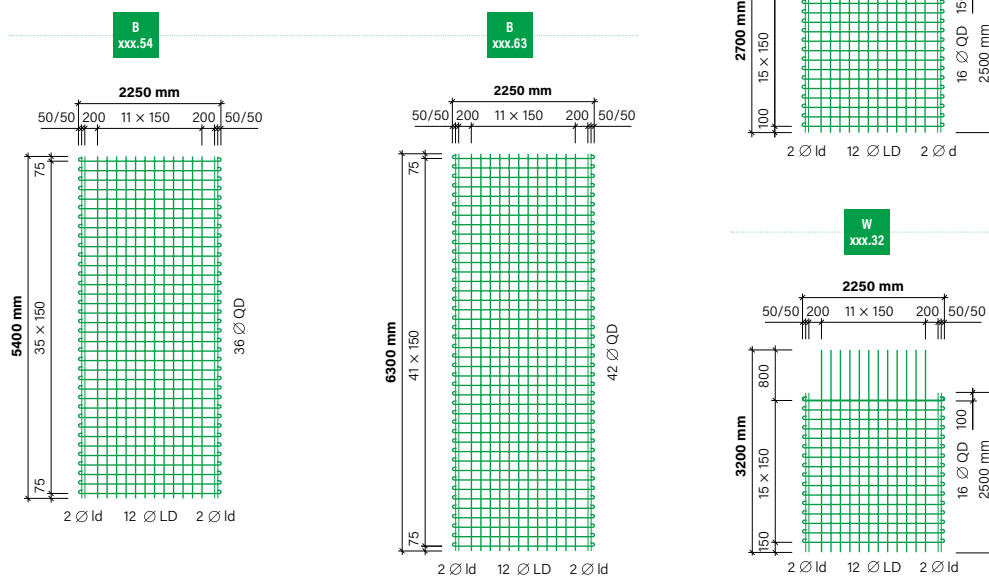 B
xxx.54
2250 mm
50/50 200 11 × 150 200 50/50
75
5400 mm
35 × 150
36 ∅ QD
75
2 ∅ ld 12 ∅ LD 2 ∅ ld
B
xxx.63
2250 mm
50/50 200 11 × 150 200 50/50
75
6300 mm
41 × 150
42 ∅ QD
75
2 ∅ ld 12 ∅ LD 2 ∅ ld
2700 mm
15 × 150
100
16 ∅ QD
2500 mm
2 ∅ ld 12 ∅ LD 2 ∅ d
W
xxx.32
2250 mm
50/50 200 11 × 150 200 50/50
800
3200 mm
15 × 150
150
100
16 ∅ QD
2500 mm
2 ∅ ld 12 ∅ LD 2 ∅ ld